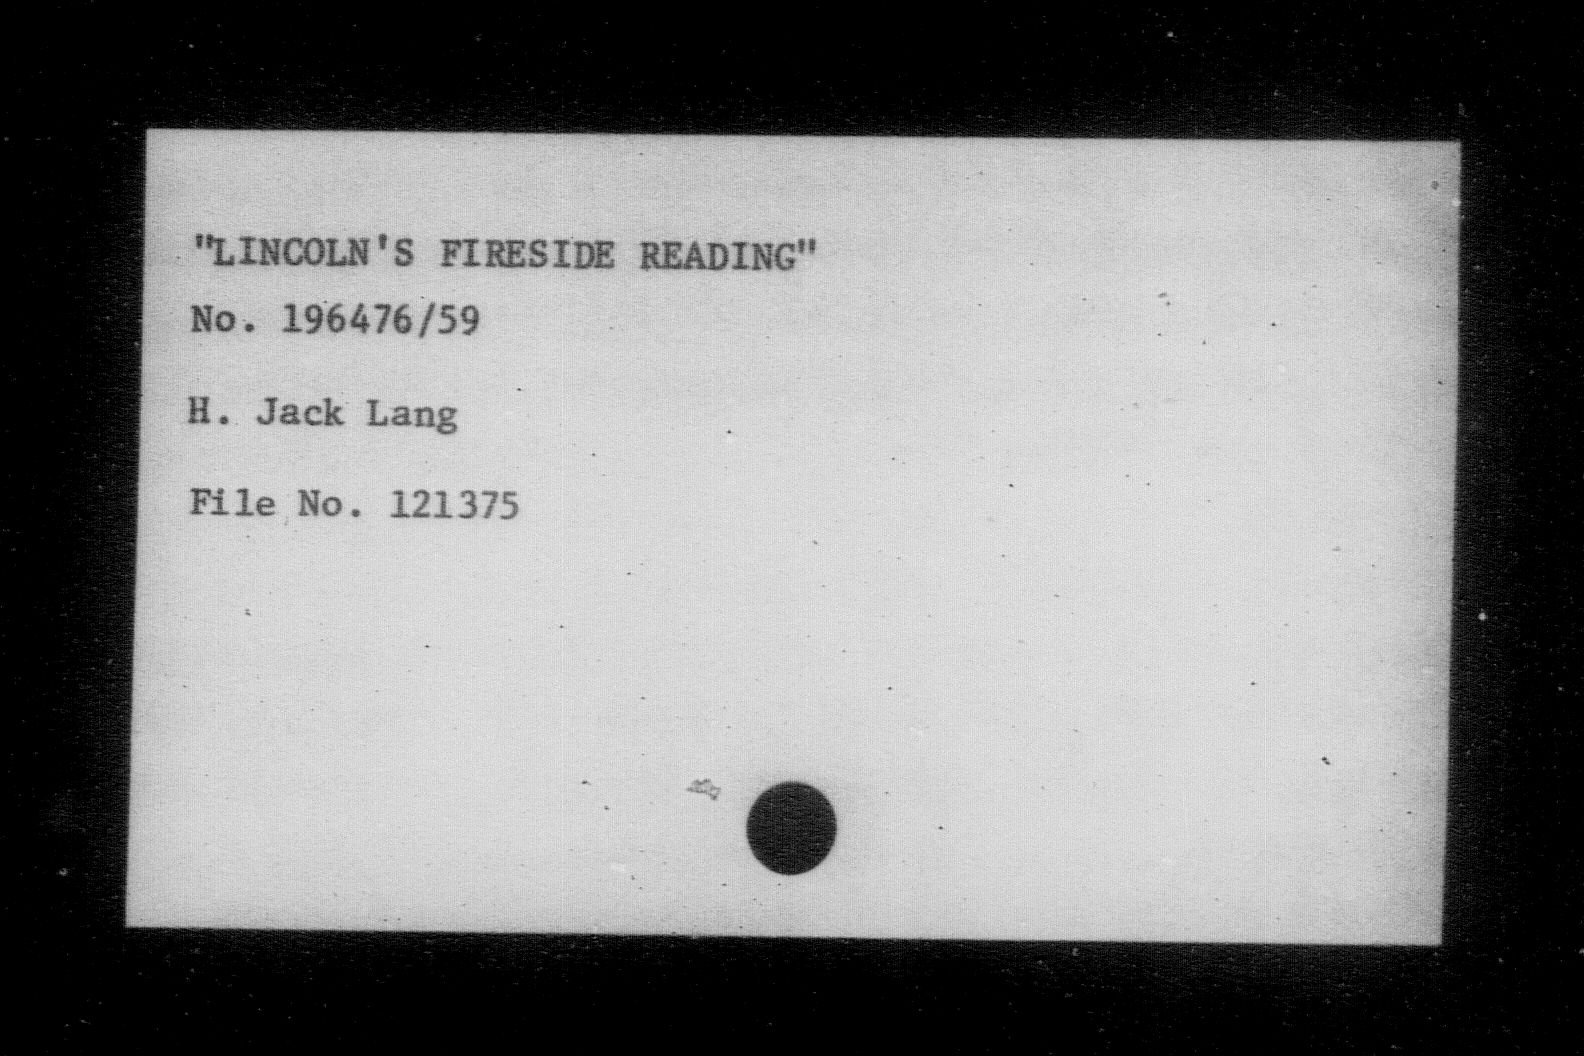 "LINCOLN'S FIRESIDE READING"
No. 196476/59
H. Jack Lang
File No. 121375